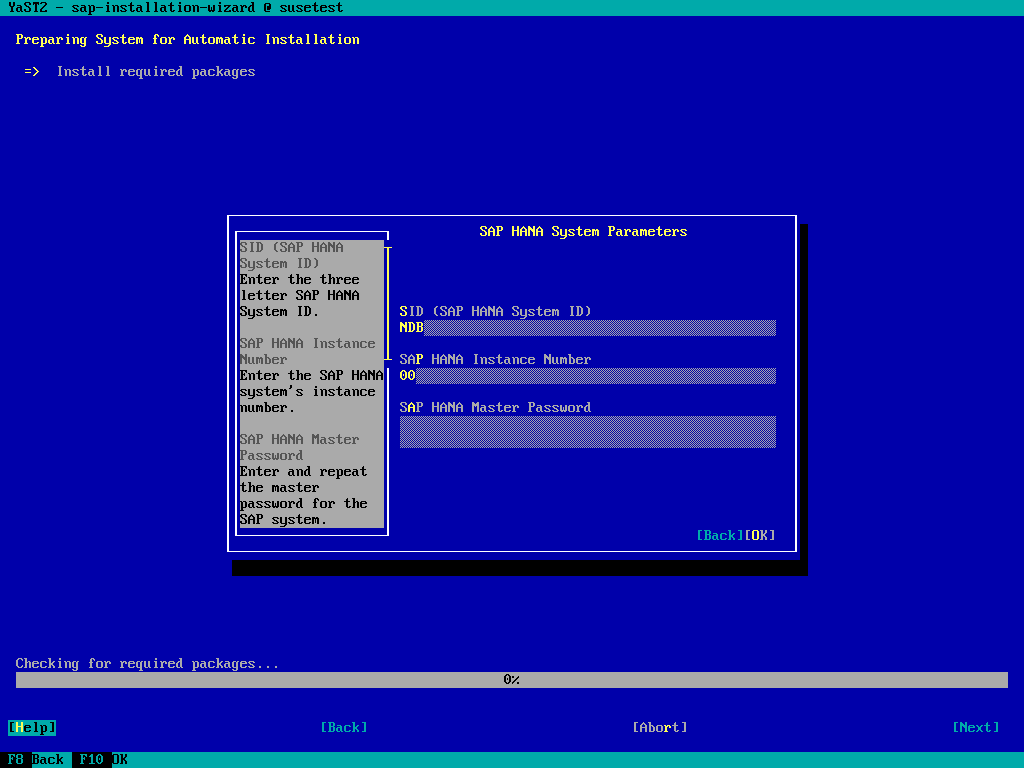 YaST2 - sap-installation-wizard @ susetest
Preparing System for Automatic Installation
=> Install required packages
SAP HANA System Parameters
SID (SAP HANA
System ID)
Enter the three
letter SAP HANA
System ID.
SAP HANA Instance
Number
Enter the SAP HANA
system's instance
number.
SAP HANA Master
Password
Enter and repeat
the master
password for the
SAP system.
SID (SAP HANA System ID)
NDB
SAP HANA Instance Number
00
SAP HANA Master Password
[Back][OK]
Checking for required packages...
0%
[Help] [Back] [Abort] [Next]
F8 Back F10 OK